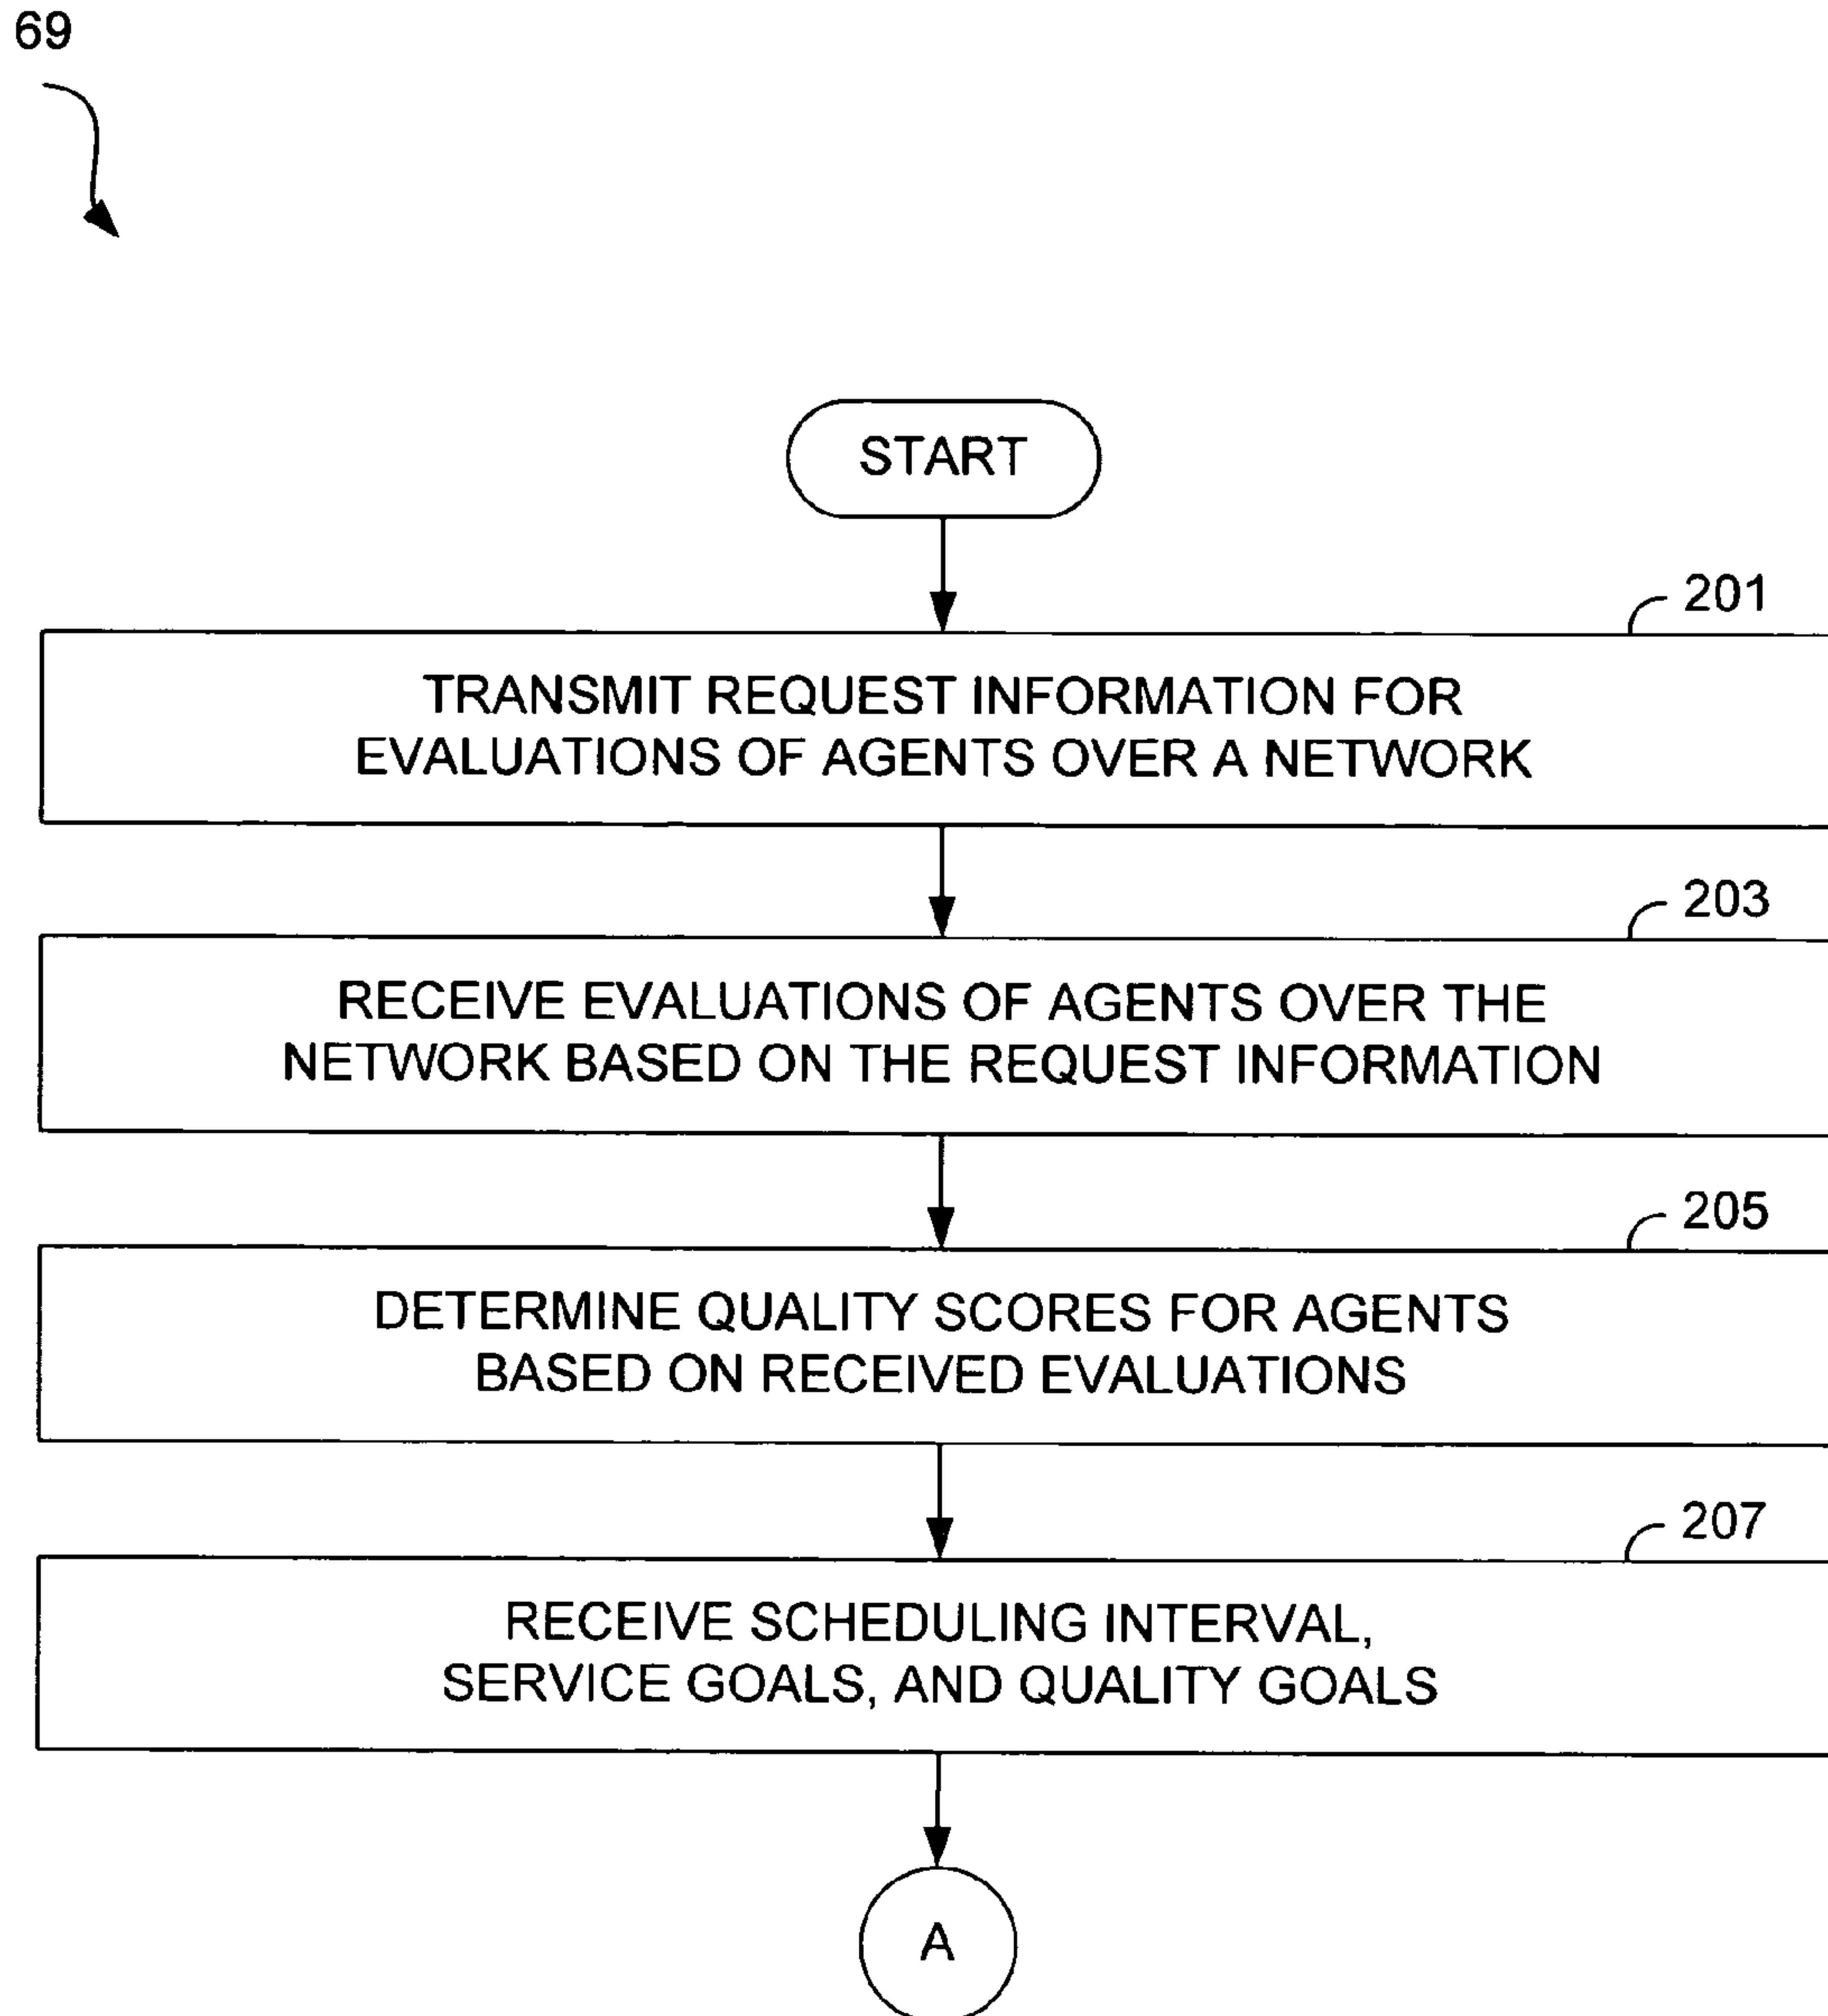 69
START
201
TRANSMIT REQUEST INFORMATION FOR
EVALUATIONS OF AGENTS OVER A NETWORK
203
RECEIVE EVALUATIONS OF AGENTS OVER THE
NETWORK BASED ON THE REQUEST INFORMATION
205
DETERMINE QUALITY SCORES FOR AGENTS
BASED ON RECEIVED EVALUATIONS
207
RECEIVE SCHEDULING INTERVAL,
SERVICE GOALS, AND QUALITY GOALS
A